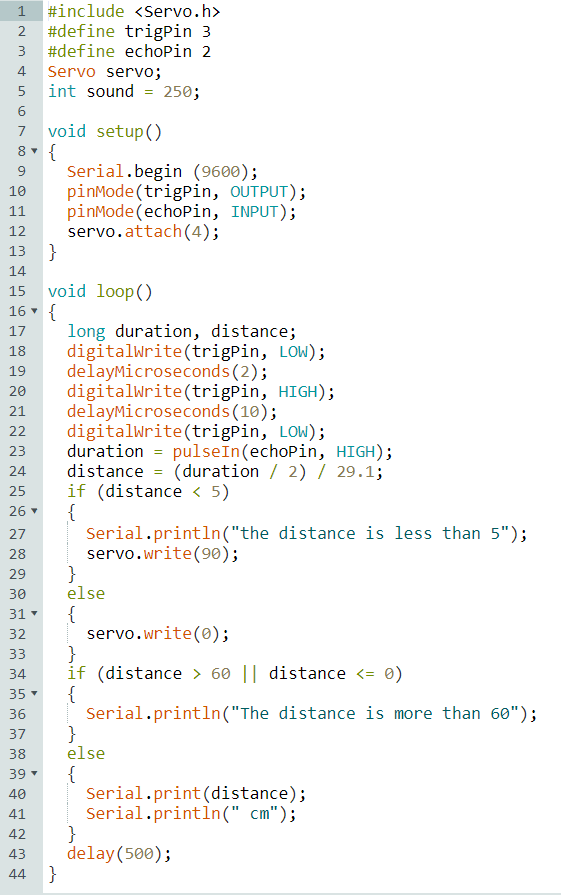 1 #include <Servo.h>
2 #define trigPin 3
3 #define echoPin 2
4 Servo servo;
5 int sound = 250;
6
7 void setup()
8 {
9   Serial.begin (9600);
10   pinMode(trigPin, OUTPUT);
11   pinMode(echoPin, INPUT);
12   servo.attach(4);
13 }
14
15 void loop()
16 {
17   long duration, distance;
18   digitalWrite(trigPin, LOW);
19   delayMicroseconds(2);
20   digitalWrite(trigPin, HIGH);
21   delayMicroseconds(10);
22   digitalWrite(trigPin, LOW);
23   duration = pulseIn(echoPin, HIGH);
24   distance = (duration / 2) / 29.1;
25   if (distance < 5)
26   {
27     Serial.println("the distance is less than 5");
28     servo.write(90);
29   }
30   else
31   {
32     servo.write(0);
33   }
34   if (distance > 60 || distance <= 0)
35   {
36     Serial.println("The distance is more than 60");
37   }
38   else
39   {
40     Serial.print(distance);
41     Serial.println(" cm");
42   }
43   delay(500);
44 }